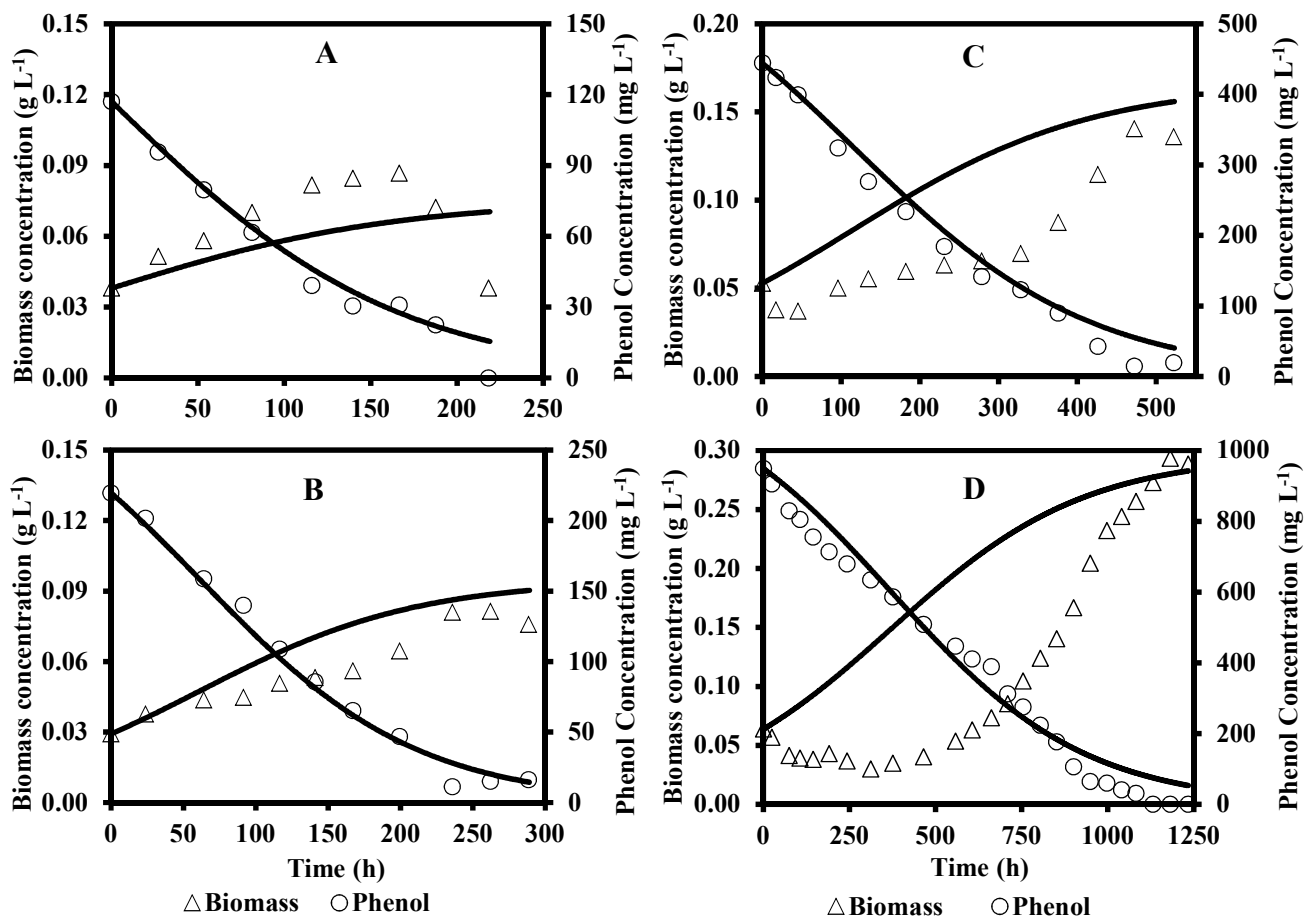 A
Biomass concentration (g L-1)
0.15
0.12
0.09
0.06
0.03
0.00
150
120
90
60
30
0
Phenol Concentration (mg L-1)
0 50 100 150 200 250
C
Biomass concentration (g L-1)
0.20
0.15
0.10
0.05
0.00
500
400
300
200
100
0
Phenol Concentration (mg L-1)
0 100 200 300 400 500
B
Biomass concentration (g L-1)
0.15
0.12
0.09
0.06
0.03
0.00
250
200
150
100
50
0
Phenol Concentration (mg L-1)
0 50 100 150 200 250 300
Time (h)
Biomass Phenol
D
Biomass concentration (g L-1)
0.30
0.25
0.20
0.15
0.10
0.05
0.00
1000
800
600
400
200
0
Phenol Concentration (mg L-1)
0 250 500 750 1000 1250
Time (h)
Biomass Phenol